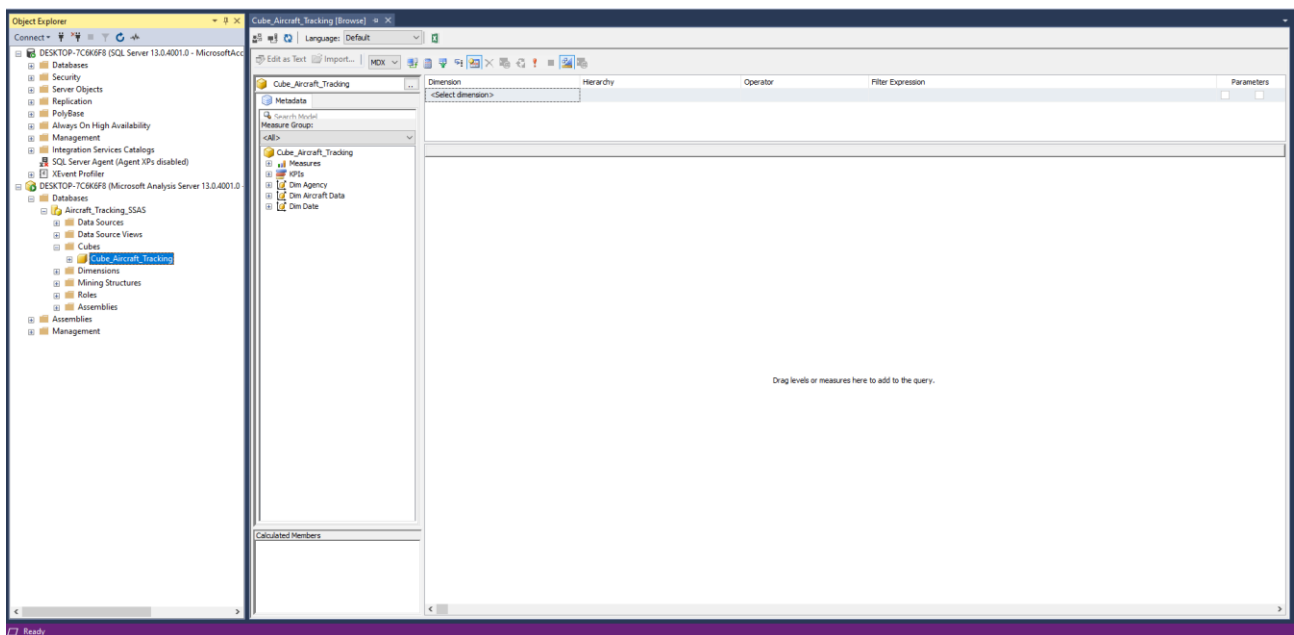 Object Explorer
Connect
DESKTOP-7C6K6F8 (SQL Server 13.0.4001.0 - MicrosoftAcc
Databases
Security
Server Objects
Replication
PolyBase
Always On High Availability
Management
Integration Services Catalogs
SQL Server Agent (Agent XPs disabled)
XEvent Profiler
DESKTOP-7C6K6F8 (Microsoft Analysis Server 13.0.4001.0 -
Databases
Aircraft_Tracking_SSAS
Data Sources
Data Source Views
Cubes
Cube_Aircraft_Tracking
Dimensions
Mining Structures
Roles
Assemblies
Assemblies
Management
Cube_Aircraft_Tracking [Browse]
Language: Default
Edit as Text Import... MDX
Cube_Aircraft_Tracking ...
Metadata
Search Model
Measure Group:
<All>
Cube_Aircraft_Tracking
Measures
KPIs
Dim Agency
Dim Aircraft Data
Dim Date
Calculated Members
Dimension Hierarchy Operator Filter Expression Parameters
<Select dimension>
Drag levels or measures here to add to the query.
Ready